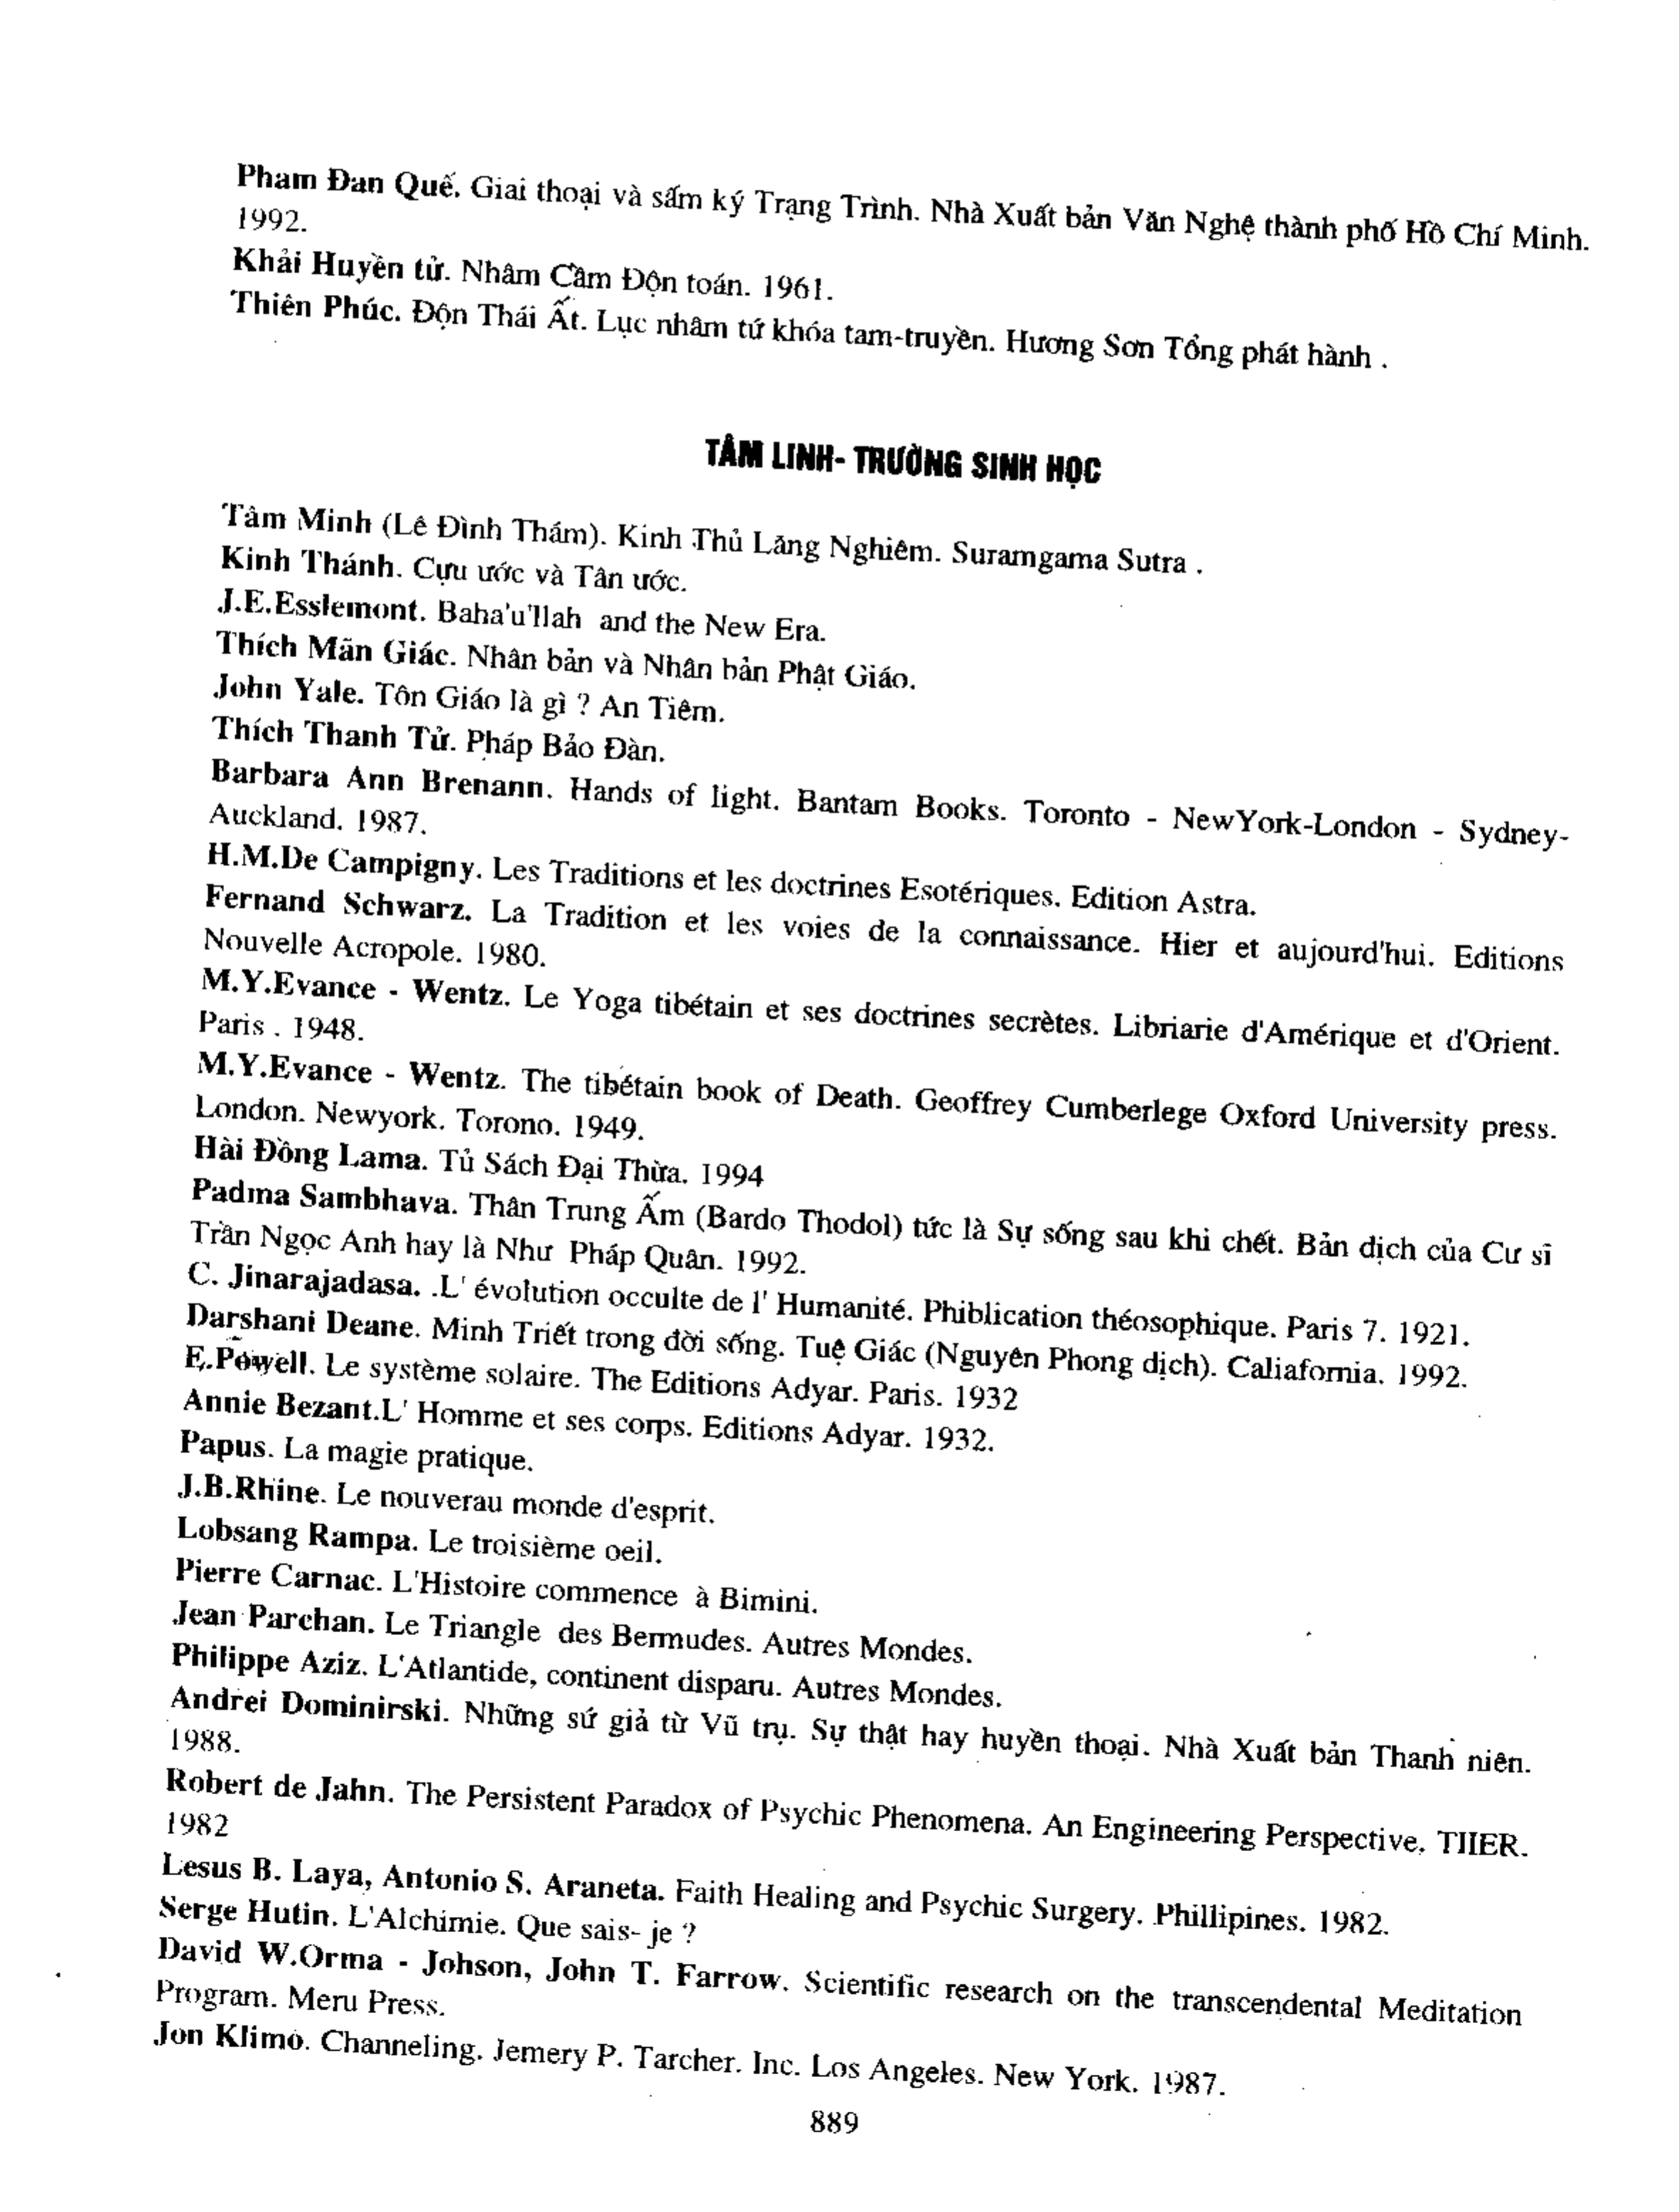 Pham Đan Quế. Giai thoại và sấm ký Trạng Trình. Nhà Xuất bản Văn Nghệ thành phố Hồ Chí Minh.
1992.
Khải Huyền tử. Nhâm Cầm Độn toán. 1961.
Thiên Phúc. Độn Thái Ất. Lục nhâm tứ khóa tam-truyền. Hương Sơn Tổng phát hành .
TÂM LINH- TRƯỜNG SINH HỌC
Tâm Minh (Lê Đình Thám). Kinh Thủ Lăng Nghiêm. Suramgama Sutra .
Kinh Thánh. Cựu ước và Tân ước.
J.E.Esslemont. Baha'u'llah and the New Era.
Thích Mãn Giác. Nhân bản và Nhân bản Phật Giáo.
John Yale. Tôn Giáo là gì ? An Tiêm.
Thích Thanh Từ. Pháp Bảo Đàn.
Barbara Ann Brenann. Hands of light. Bantam Books. Toronto - NewYork-London - Sydney-
Auckland. 1987.
H.M.De Campigny. Les Traditions et les doctrines Esotériques. Edition Astra.
Fernand Schwarz. La Tradition et les voies de la connaissance. Hier et aujourd'hui. Editions
Nouvelle Acropole. 1980.
M.Y.Evance - Wentz. Le Yoga tibétain et ses doctrines secrètes. Libriarie d'Amérique et d'Orient.
Paris . 1948.
M.Y.Evance - Wentz. The tibétain book of Death. Geoffrey Cumberlege Oxford University press.
London. Newyork. Torono. 1949.
Hài Đồng Lama. Tủ Sách Đại Thừa. 1994
Padma Sambhava. Thân Trung Ấm (Bardo Thodol) tức là Sự sống sau khi chết. Bản dịch của Cư sĩ
Trần Ngọc Anh hay là Như Pháp Quân. 1992.
C. Jinarajadasa. .L' évolution occulte de l' Humanité. Phiblication théosophique. Paris 7. 1921.
Darshani Deane. Minh Triết trong đời sống. Tuệ Giác (Nguyên Phong dịch). Caliafornia. 1992.
E.Powell. Le système solaire. The Editions Adyar. Paris. 1932
Annie Bezant.L' Homme et ses corps. Editions Adyar. 1932.
Papus. La magie pratique.
J.B.Rhine. Le nouverau monde d'esprit.
Lobsang Rampa. Le troisième oeil.
Pierre Carnac. L'Histoire commence à Bimini.
Jean Parchan. Le Triangle des Bermudes. Autres Mondes.
Philippe Aziz. L'Atlantide, continent disparu. Autres Mondes.
Andrei Dominirski. Những sứ giả từ Vũ trụ. Sự thật hay huyền thoại. Nhà Xuất bản Thanh niên.
1988.
Robert de Jahn. The Persistent Paradox of Psychic Phenomena. An Engineering Perspective. TIIER.
1982
Lesus B. Laya, Antonio S. Araneta. Faith Healing and Psychic Surgery. Phillipines. 1982.
Serge Hutin. L'Alchimie. Que sais- je ?
David W.Orma - Johson, John T. Farrow. Scientific research on the transcendental Meditation
Program. Meru Press.
Jon Klimo. Channeling. Jemery P. Tarcher. Inc. Los Angeles. New York. 1987.
889